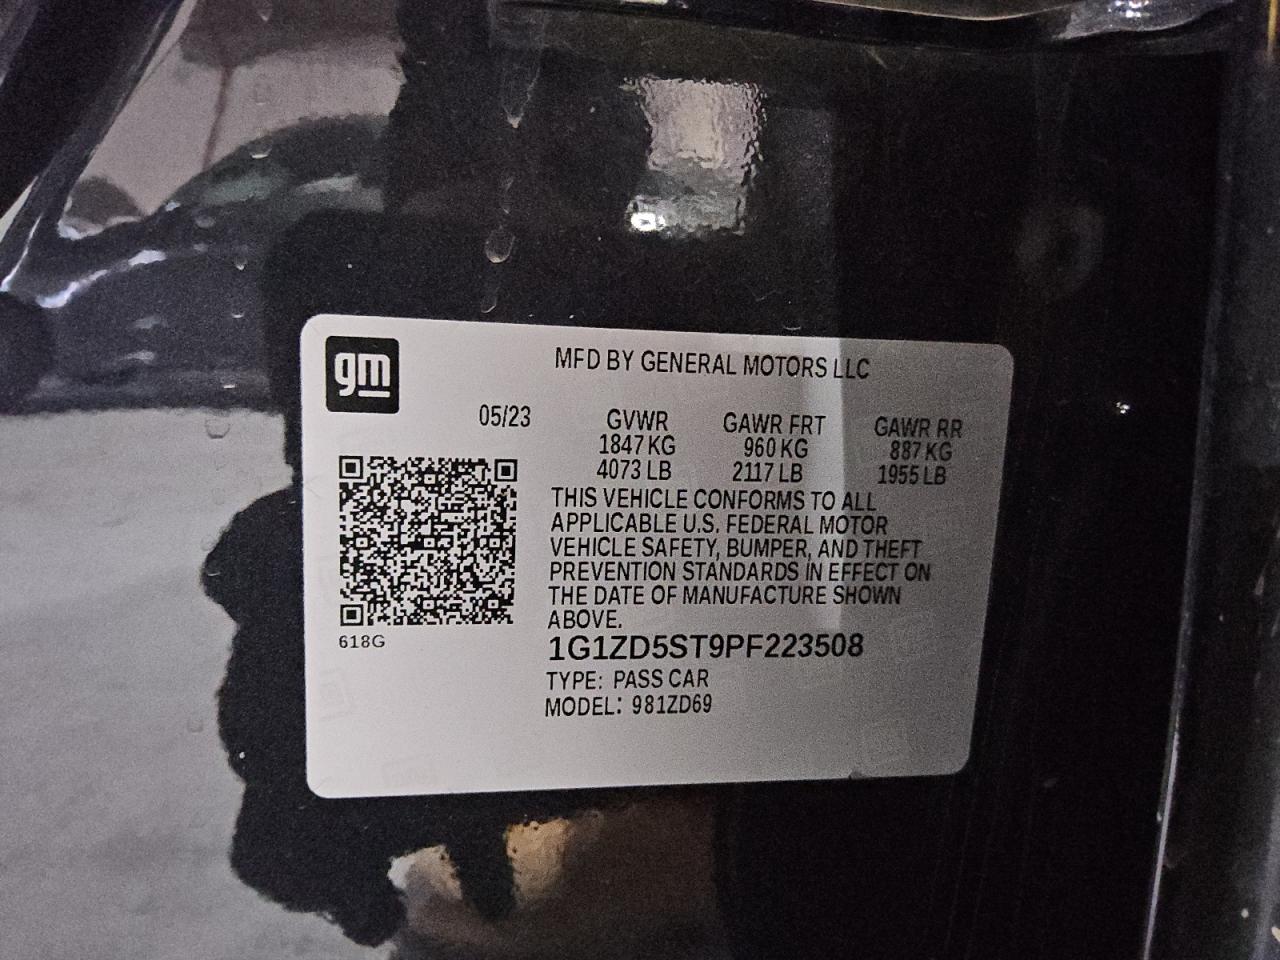 gm
MFD BY GENERAL MOTORS LLC
05/23 GVWR GAWR FRT GAWR RR
1847 KG 960 KG 887 KG
4073 LB 2117 LB 1955 LB
THIS VEHICLE CONFORMS TO ALL
APPLICABLE U.S. FEDERAL MOTOR
VEHICLE SAFETY, BUMPER, AND THEFT
PREVENTION STANDARDS IN EFFECT ON
THE DATE OF MANUFACTURE SHOWN
ABOVE.
618G
1G1ZD5ST9PF223508
TYPE: PASS CAR
MODEL: 981ZD69